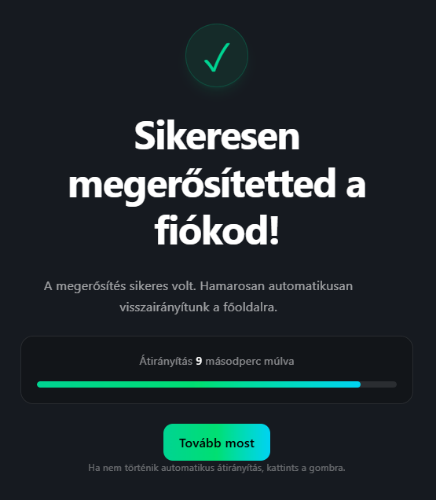 Sikeresen
megerősítetted a
fiókod!
A megerősítés sikeres volt. Hamarosan automatikusan
visszairányítunk a főoldalra.
Átirányítás 9 másodperc múlva
Tovább most
Ha nem történik automatikus átirányítás, kattints a gombra.